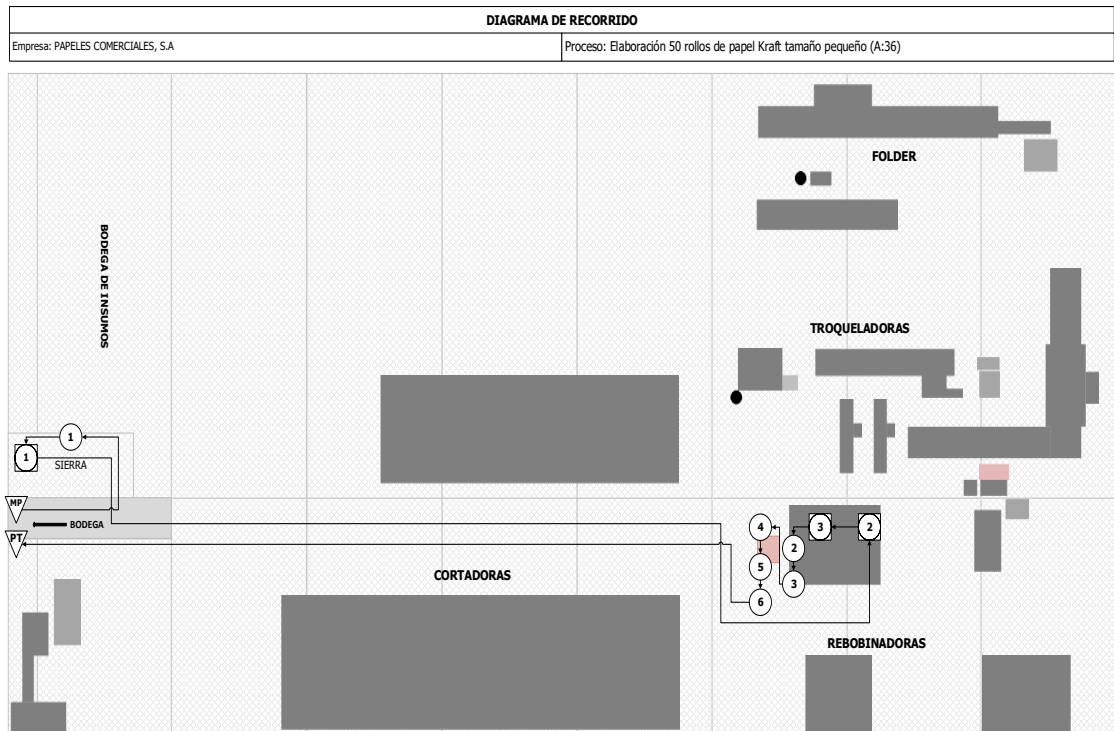 DIAGRAMA DE RECORRIDO
Empresa: PAPELES COMERCIALES, S.A
Proceso: Elaboración 50 rollos de papel Kraft tamaño pequeño (A:36)
FOLDER
BODEGA DE INSUMOS
TROQUELADORAS
1
1
SIERRA
MP
BODEGA
PT
4
3
2
2
5
3
6
CORTADORAS
REBOBINADORAS